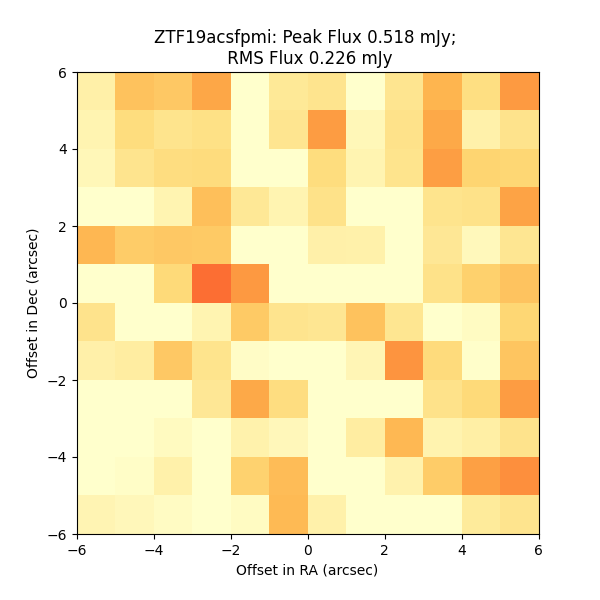 ZTF19acsfpmi: Peak Flux 0.518 mJy;
RMS Flux 0.226 mJy
6
4
2
0
−2
−4
−6
Offset in Dec (arcsec)
−6 −4 −2 0 2 4 6
Offset in RA (arcsec)